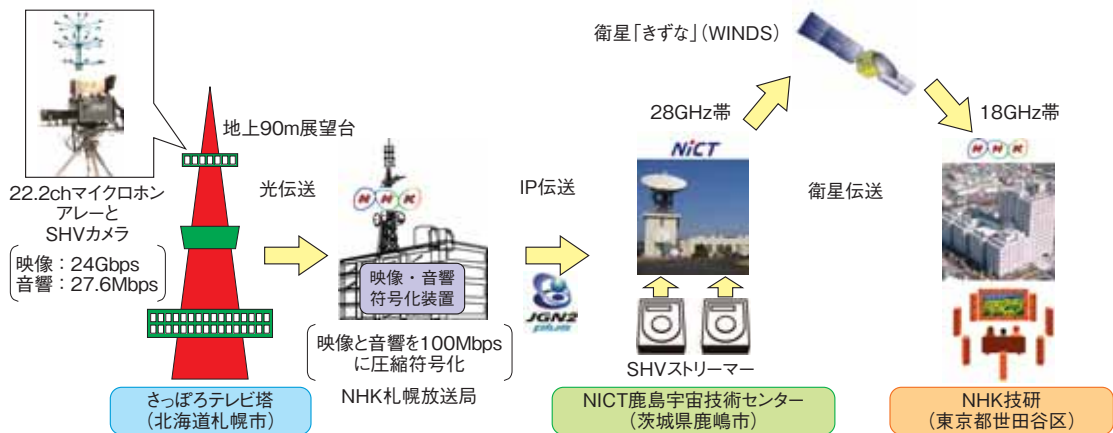 地上90m展望台
22.2chマイクロホン
アレーと
SHVカメラ
映像：24Gbps
音響：27.6Mbps
さっぽろテレビ塔
（北海道札幌市）
光伝送
NHK
映像・音響
符号化装置
映像と音響を100Mbps
に圧縮符号化
NHK札幌放送局
IP伝送
JGN2
plus
衛星「きずな」（WINDS）
28GHz帯
NiCT
SHVストリーマー
NICT鹿島宇宙技術センター
（茨城県鹿嶋市）
衛星伝送
18GHz帯
NHK
NHK技研
（東京都世田谷区）